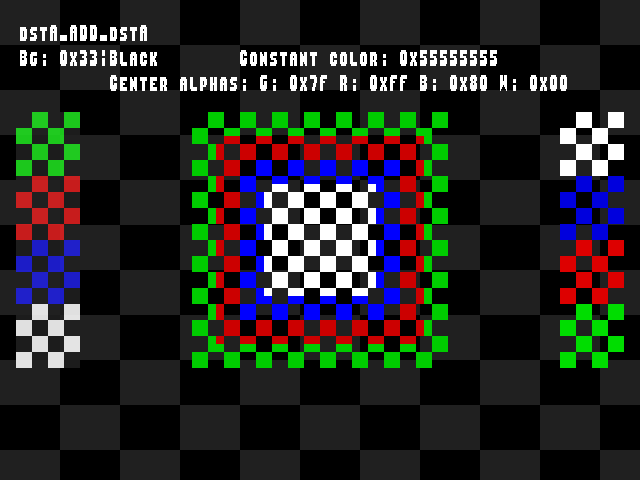 dstA_ADD_dstA
Bg: 0x33|Black Constant color: 0x55555555
Center alphas: G: 0x7f R: 0xff B: 0x80 W: 0x00